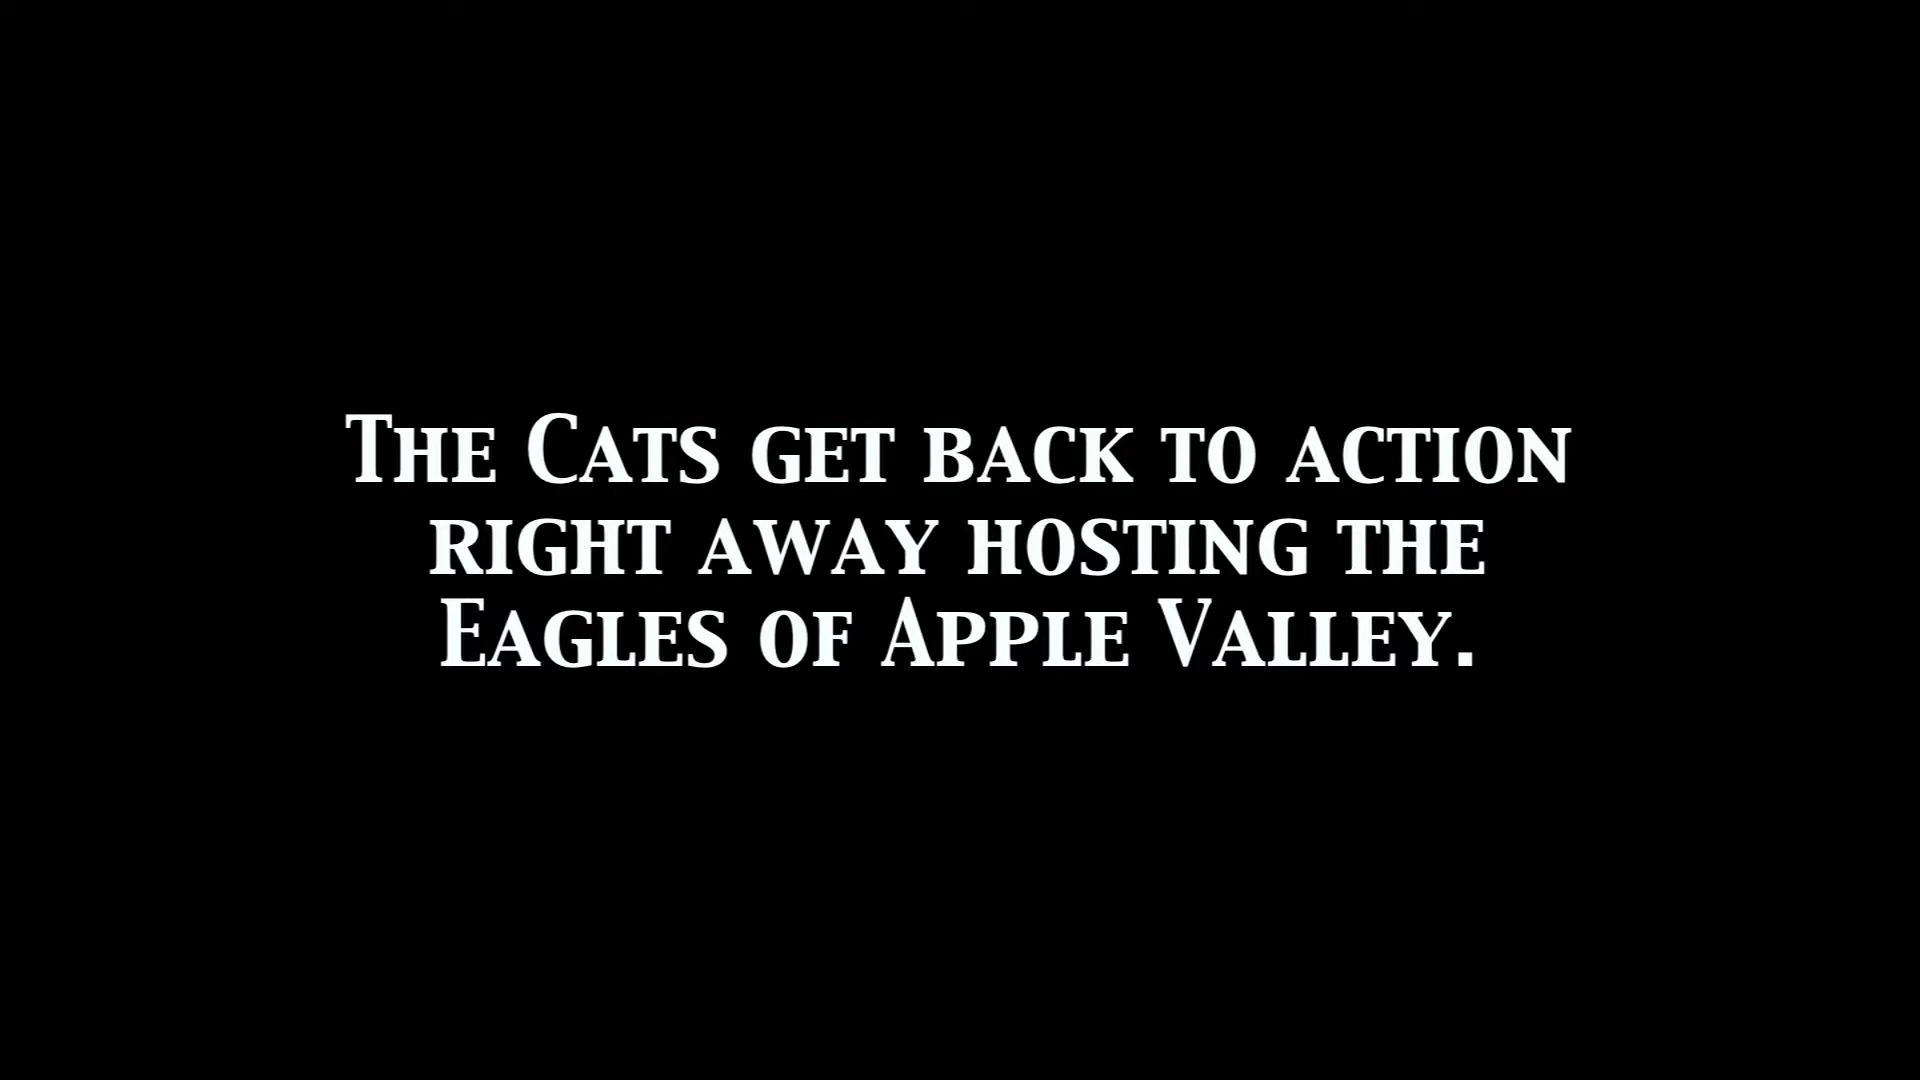 The Cats get back to action
right away hosting the
Eagles of Apple Valley.